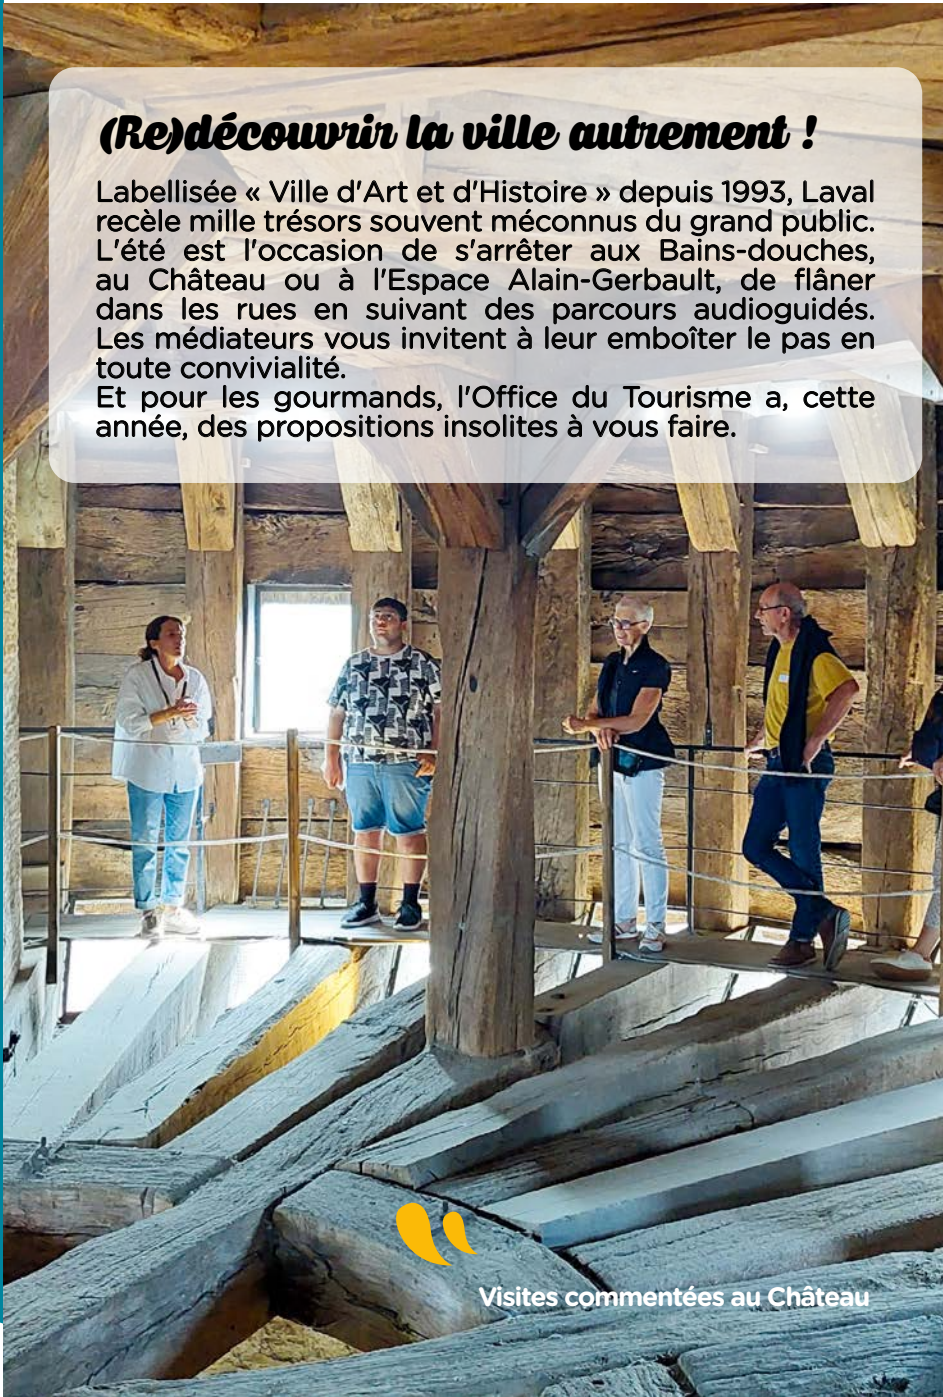 (Re)découvrir la ville autrement !
Labellisée « Ville d'Art et d'Histoire » depuis 1993, Laval
recèle mille trésors souvent méconnus du grand public.
L'été est l'occasion de s'arrêter aux Bains-douches,
au Château ou à l'Espace Alain-Gerbault, de flâner
dans les rues en suivant des parcours audioguidés.
Les médiateurs vous invitent à leur emboîter le pas en
toute convivialité.
Et pour les gourmands, l'Office du Tourisme a, cette
année, des propositions insolites à vous faire.
Visites commentées au Château